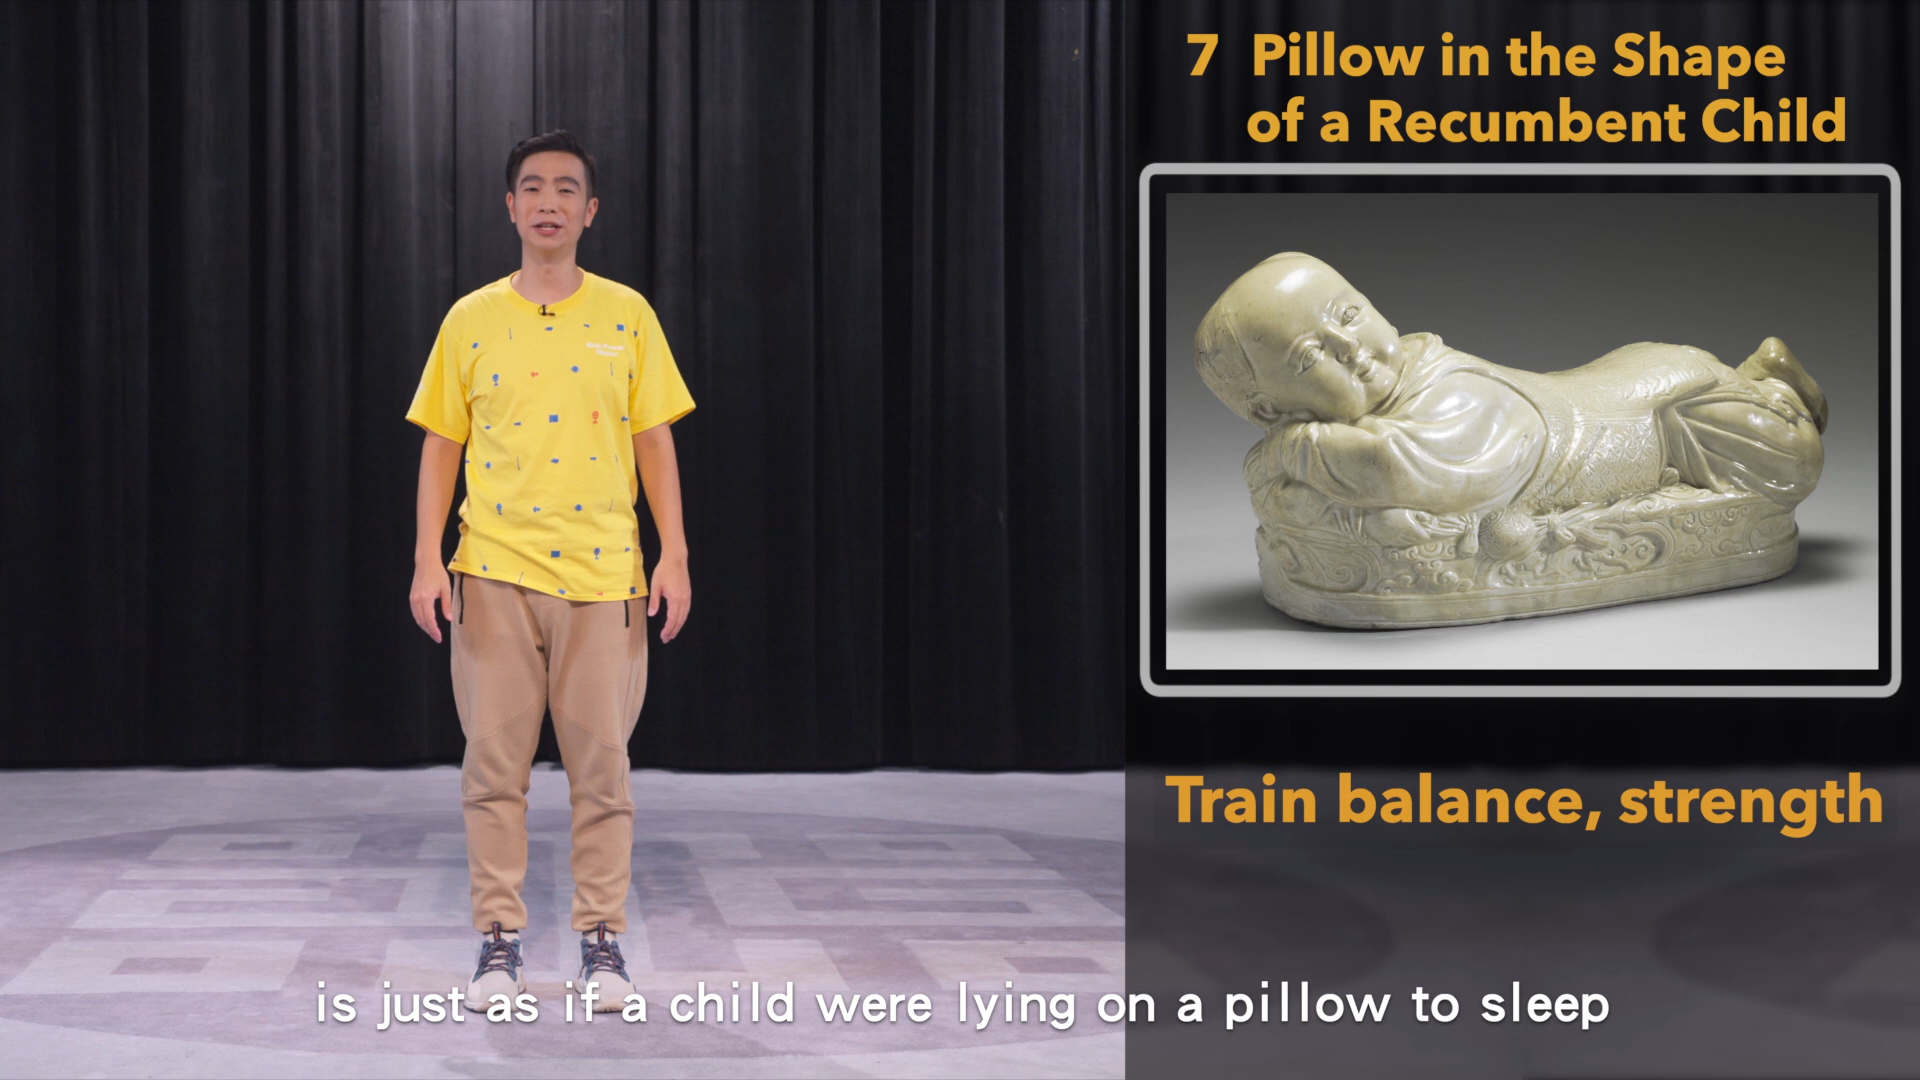 7 Pillow in the Shape
of a Recumbent Child
Train balance, strength
is just as if a child were lying on a pillow to sleep